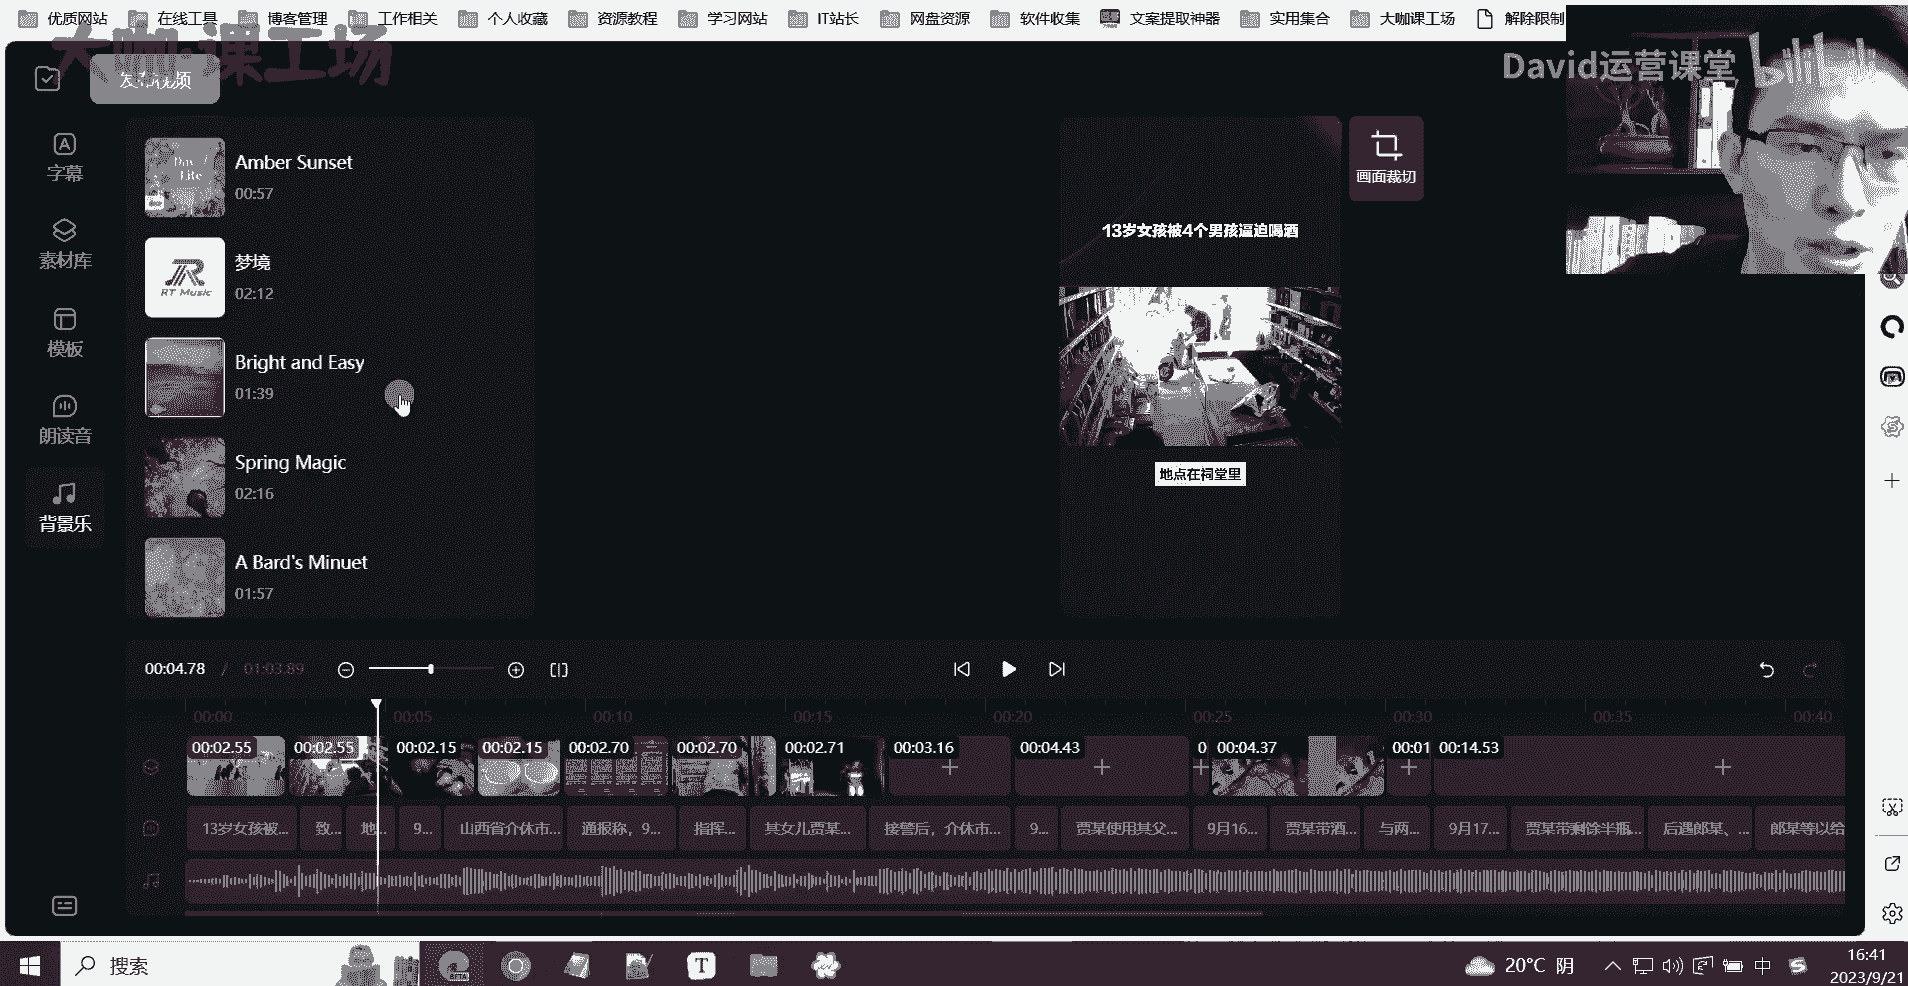 优质网站 在线工具 博客管理 工作相关 个人收藏 资源教程 学习网站 IT站长 网盘资源 软件收集 文案提取神器 实用集合 大咖课工场 解除限制
大咖课工场
David运营课堂
bilibili
字幕
素材库
模板
朗读音
背景乐
Amber Sunset
00:57
梦境
RT Music
02:12
Bright and Easy
01:39
Spring Magic
02:16
A Bard's Minuet
01:57
画面裁切
13岁女孩被4个男孩逼迫喝酒
地点在祠堂里
00:04.78 / 01:03.89
00:00 00:05 00:10 00:15 00:20 00:25 00:30 00:35 00:40
00:02.55 00:02.55 00:02.15 00:02.15 00:02.70 00:02.70 00:02.71 00:03.16 00:04.43 0 00:04.37 00:01 00:14.53
13岁女孩被... 致... 地... 9... 山西省介休市... 通报称，9... 指挥... 其女儿贾某... 接警后，介休市... 9... 贾某使用其父... 9月16... 贾某带酒... 与两... 9月17... 贾某带剩馀半瓶... 后遇郎某、... 郎某等以给
搜索
BETA
T
20°C 阴
中
16:41
2023/9/21